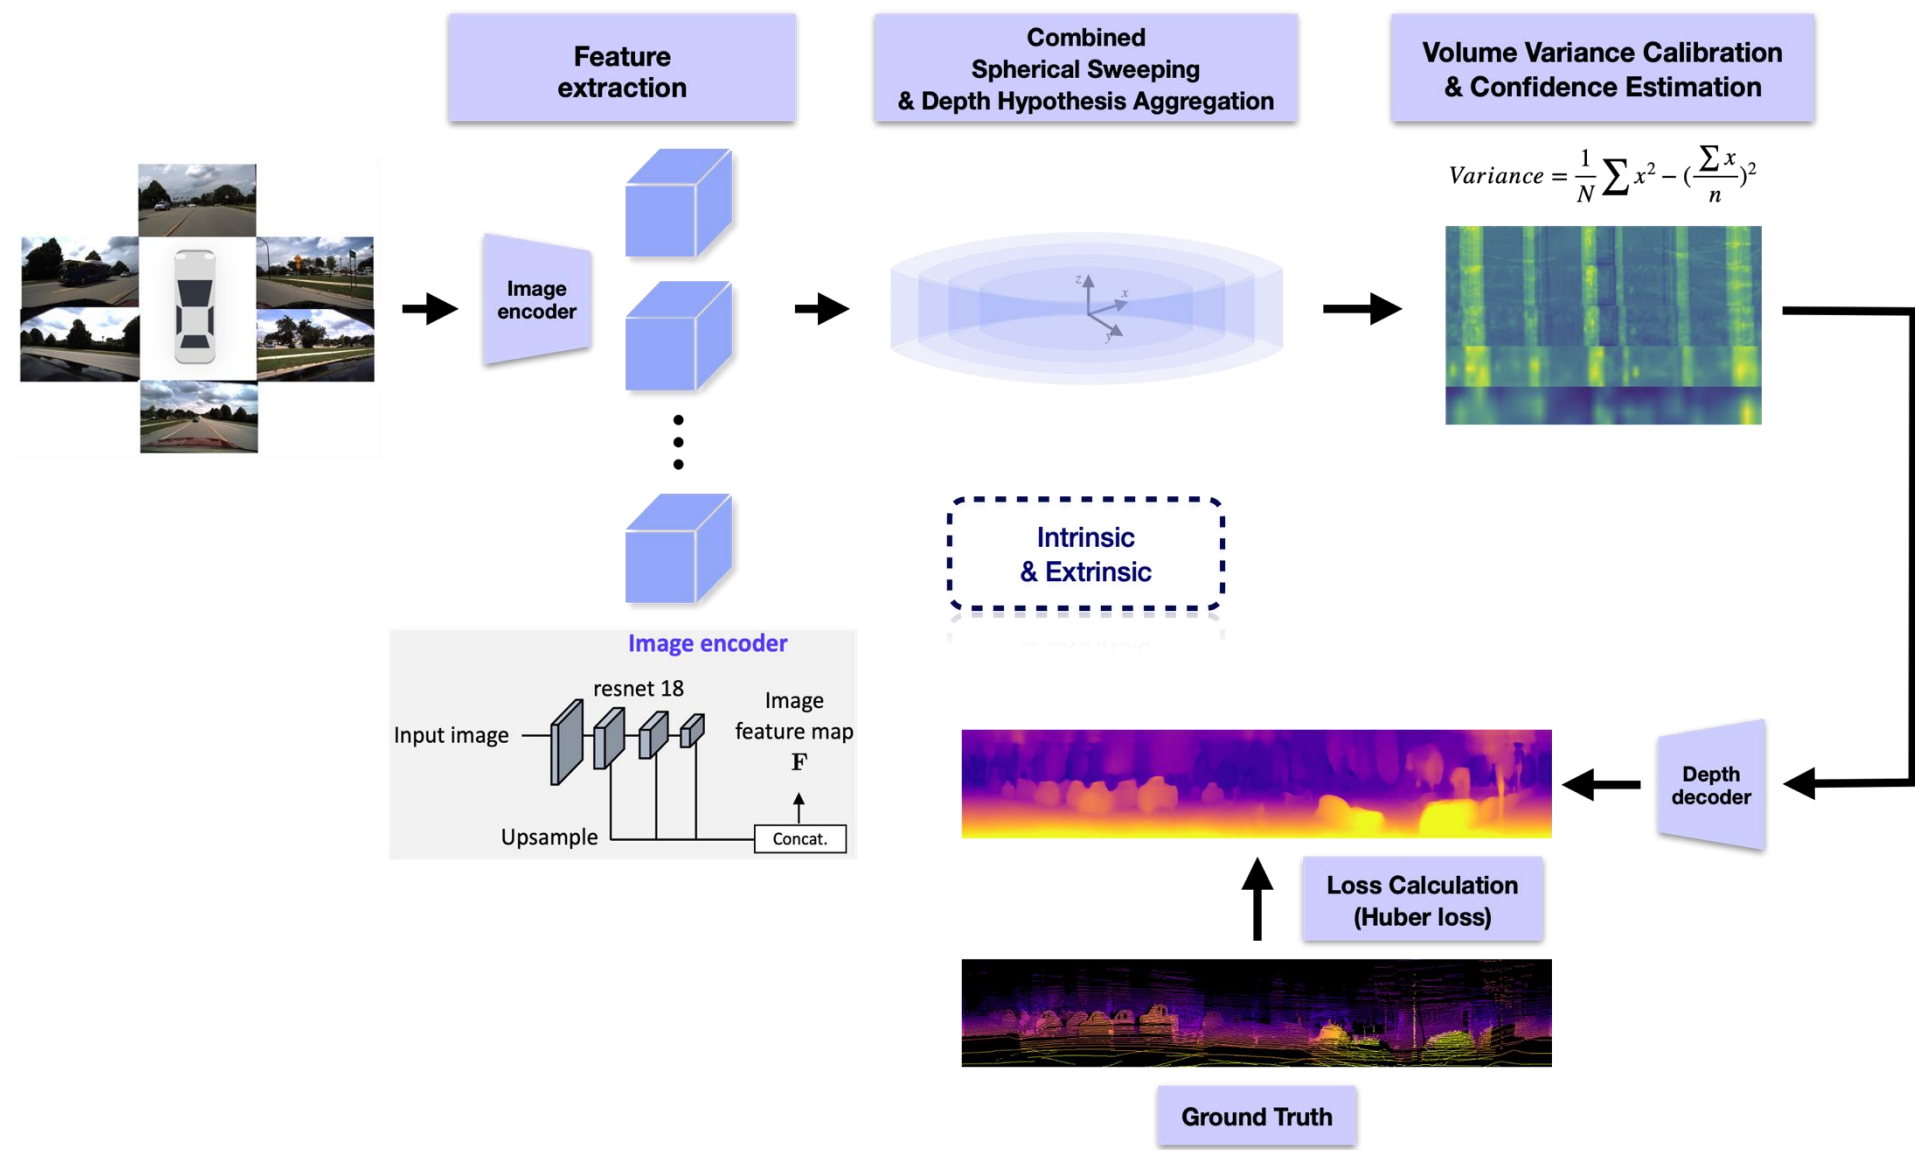 Feature
extraction
Combined
Spherical Sweeping
& Depth Hypothesis Aggregation
Volume Variance Calibration
& Confidence Estimation
Variance = \frac{1}{N} ∑ x² − (\frac{∑ x}{n})²
Image
encoder
z
x
y
Intrinsic
& Extrinsic
Image encoder
resnet 18
Input image
Image
feature map
F
Upsample
Concat.
Depth
decoder
Loss Calculation
(Huber loss)
Ground Truth